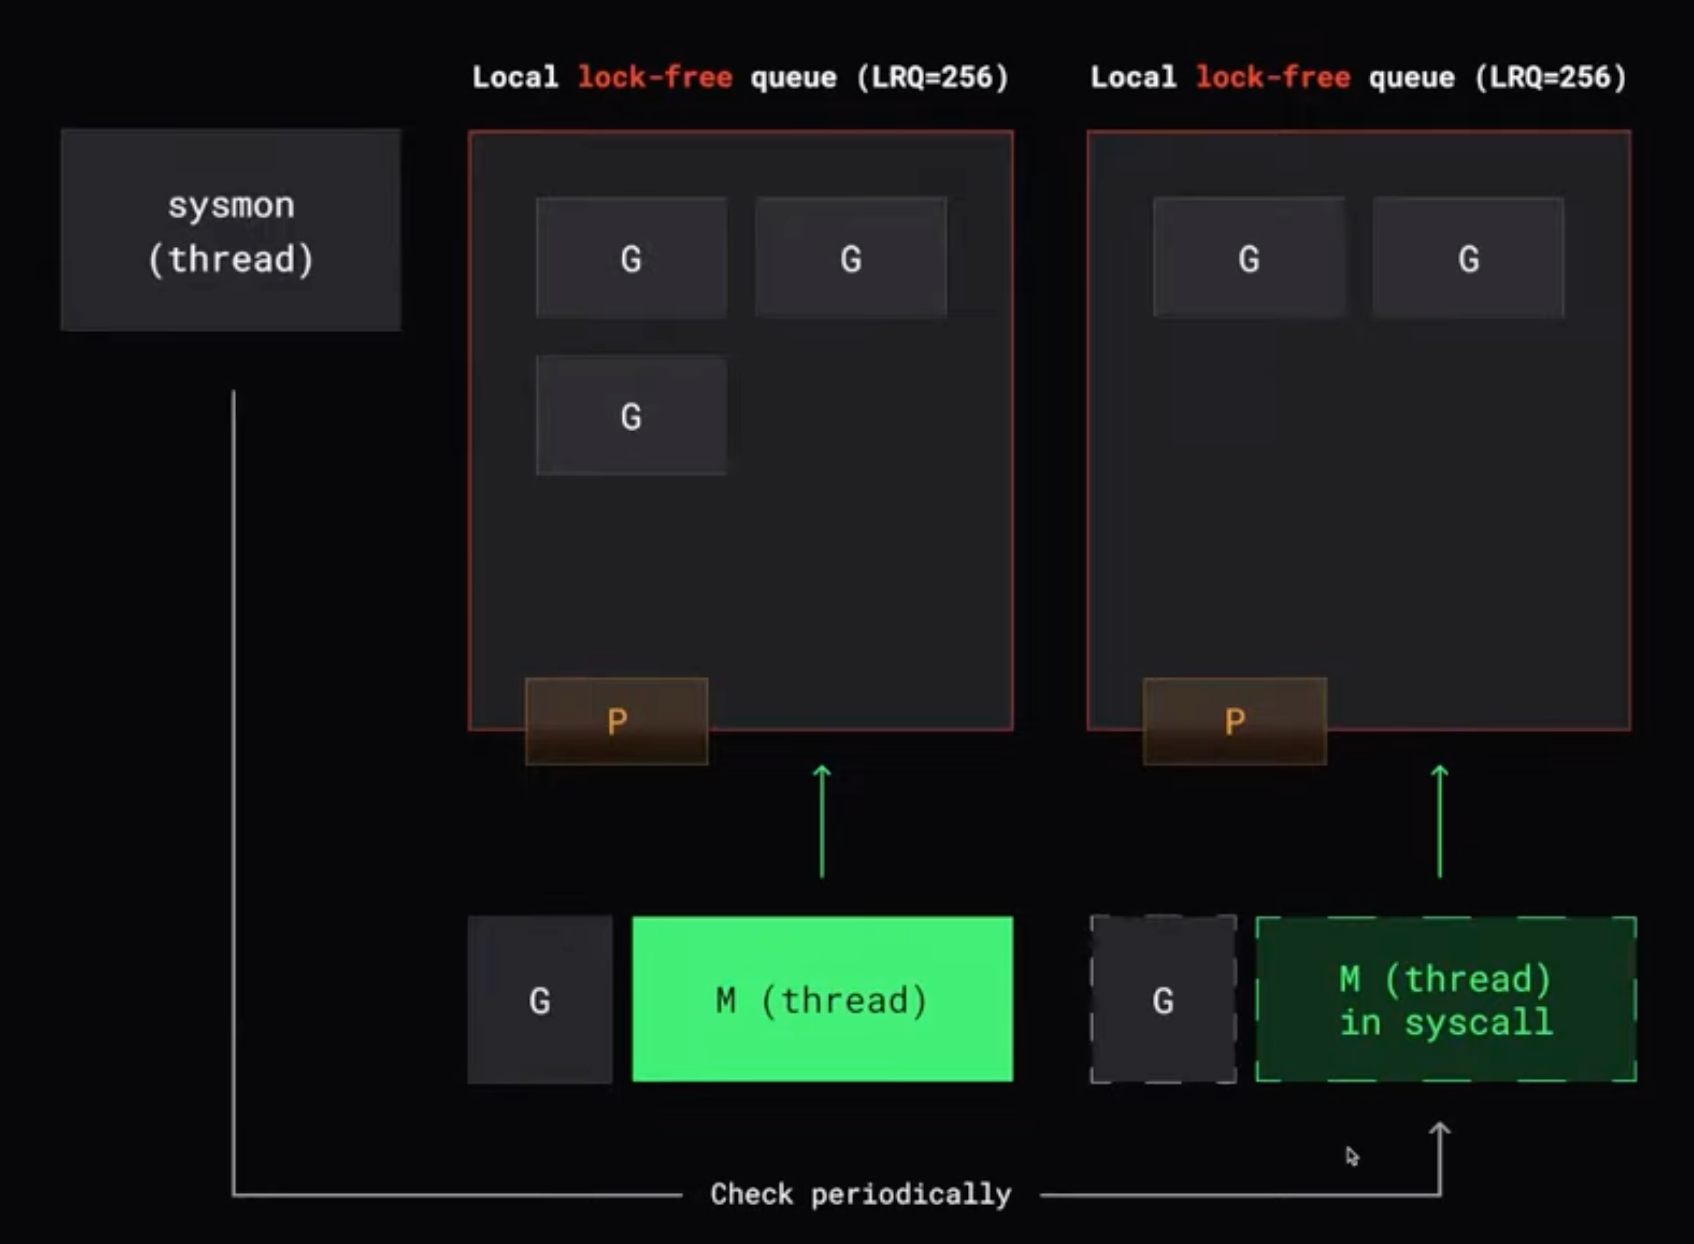 Local lock-free queue (LRQ=256)
Local lock-free queue (LRQ=256)
sysmon
(thread)
G
G
G
G
G
P
P
G
M (thread)
G
M (thread)
in syscall
Check periodically